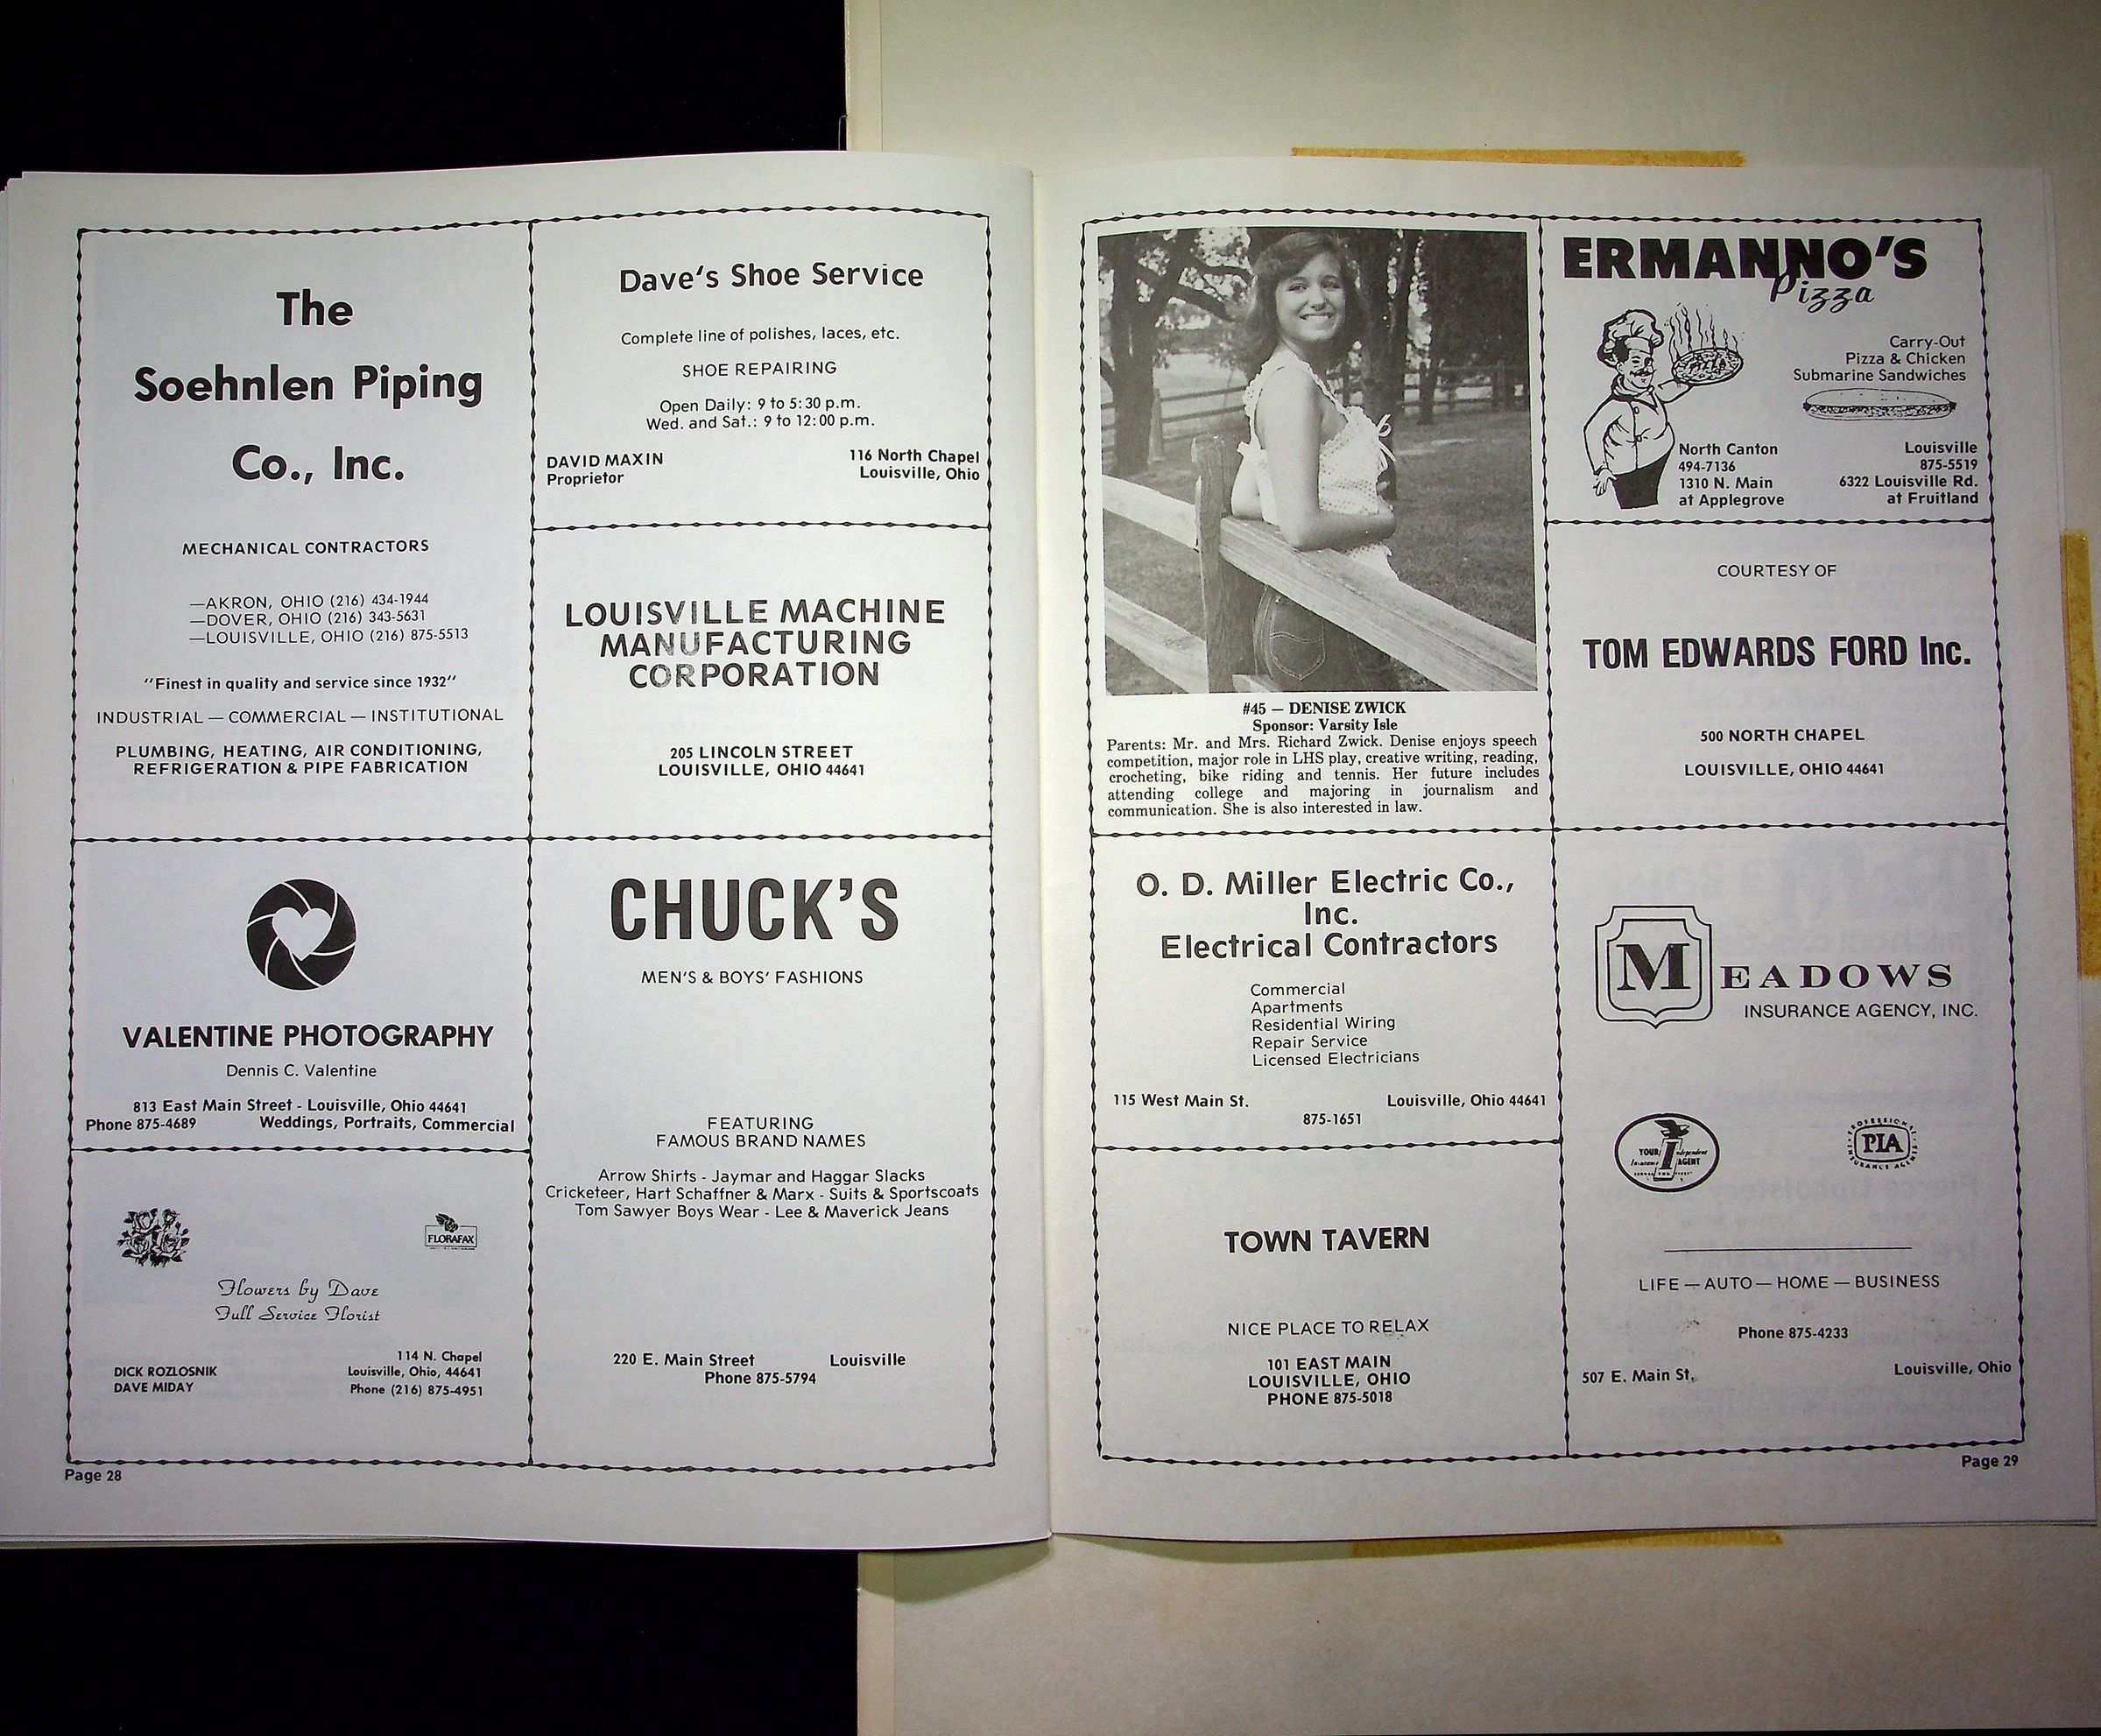 The
Soehnlen Piping
Co., Inc.
MECHANICAL CONTRACTORS
—AKRON, OHIO (216) 434-1944
—DOVER, OHIO (216) 343-5631
—LOUISVILLE, OHIO (216) 875-5513
"Finest in quality and service since 1932"
INDUSTRIAL — COMMERCIAL — INSTITUTIONAL
PLUMBING, HEATING, AIR CONDITIONING,
REFRIGERATION & PIPE FABRICATION
VALENTINE PHOTOGRAPHY
Dennis C. Valentine
813 East Main Street - Louisville, Ohio 44641
Phone 875-4689 Weddings, Portraits, Commercial
FLORAFAX
Flowers by Dave
Full Service Florist
DICK ROZLOSNIK
DAVE MIDAY
114 N. Chapel
Louisville, Ohio, 44641
Phone (216) 875-4951
Page 28
Dave's Shoe Service
Complete line of polishes, laces, etc.
SHOE REPAIRING
Open Daily: 9 to 5:30 p.m.
Wed. and Sat.: 9 to 12:00 p.m.
DAVID MAXIN
Proprietor
116 North Chapel
Louisville, Ohio
LOUISVILLE MACHINE
MANUFACTURING
CORPORATION
205 LINCOLN STREET
LOUISVILLE, OHIO 44641
CHUCK'S
MEN'S & BOYS' FASHIONS
FEATURING
FAMOUS BRAND NAMES
Arrow Shirts - Jaymar and Haggar Slacks
Cricketeer, Hart Schaffner & Marx - Suits & Sportscoats
Tom Sawyer Boys Wear - Lee & Maverick Jeans
220 E. Main Street Louisville
Phone 875-5794
#45 — DENISE ZWICK
Sponsor: Varsity Isle
Parents: Mr. and Mrs. Richard Zwick. Denise enjoys speech
competition, major role in LHS play, creative writing, reading,
crocheting, bike riding and tennis. Her future includes
attending college and majoring in journalism and
communication. She is also interested in law.
O. D. Miller Electric Co.,
Inc.
Electrical Contractors
Commercial
Apartments
Residential Wiring
Repair Service
Licensed Electricians
115 West Main St. Louisville, Ohio 44641
875-1651
TOWN TAVERN
NICE PLACE TO RELAX
101 EAST MAIN
LOUISVILLE, OHIO
PHONE 875-5018
ERMANNO'S
Pizza
PIZZA
Carry-Out
Pizza & Chicken
Submarine Sandwiches
North Canton
494-7136
1310 N. Main
at Applegrove
Louisville
875-5519
6322 Louisville Rd.
at Fruitland
COURTESY OF
TOM EDWARDS FORD Inc.
500 NORTH CHAPEL
LOUISVILLE, OHIO 44641
MEADOWS
INSURANCE AGENCY, INC.
YOUR Independent
Insurance AGENT
PROFESSIONAL
PIA
INSURANCE AGENTS
LIFE — AUTO — HOME — BUSINESS
Phone 875-4233
507 E. Main St. Louisville, Ohio
Page 29